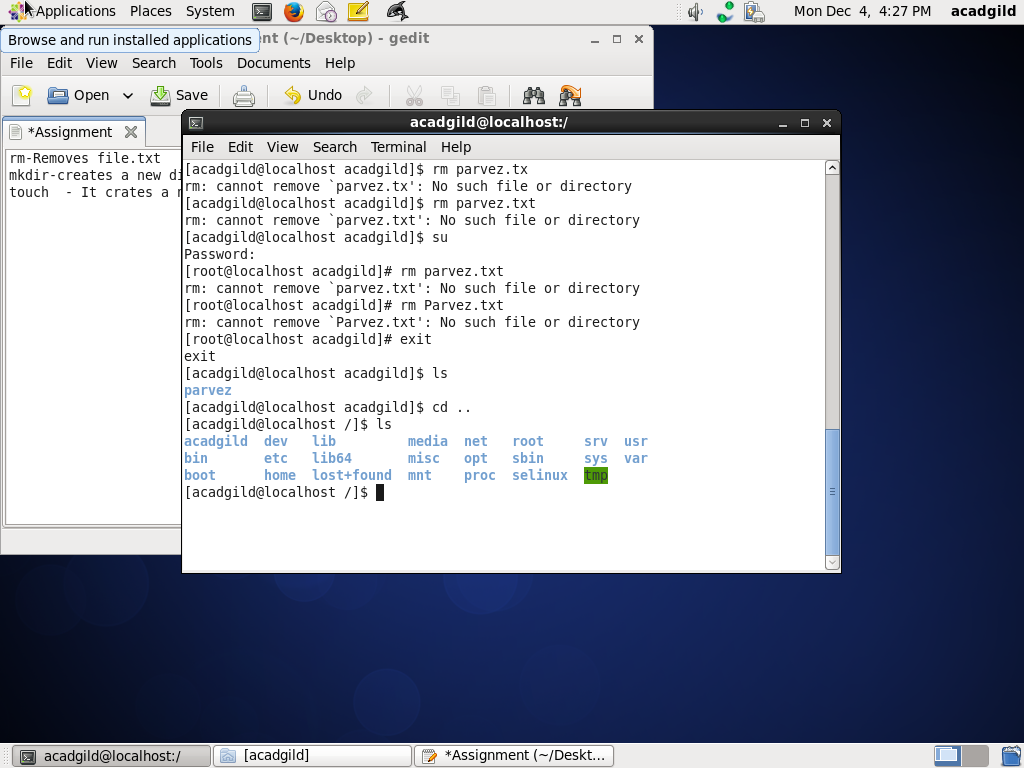 Applications Places System Mon Dec 4, 4:27 PM acadgild
Browse and run installed applications
(~/Desktop) - gedit
File Edit View Search Tools Documents Help
Open Save Undo
*Assignment
rm-Removes file.txt
mkdir-creates a new
touch - It crates a
acadgild@localhost:/
File Edit View Search Terminal Help
[acadgild@localhost acadgild]$ rm parvez.tx
rm: cannot remove `parvez.tx': No such file or directory
[acadgild@localhost acadgild]$ rm parvez.txt
rm: cannot remove `parvez.txt': No such file or directory
[acadgild@localhost acadgild]$ su
Password:
[root@localhost acadgild]# rm parvez.txt
rm: cannot remove `parvez.txt': No such file or directory
[root@localhost acadgild]# rm Parvez.txt
rm: cannot remove `Parvez.txt': No such file or directory
[root@localhost acadgild]# exit
exit
[acadgild@localhost acadgild]$ ls
parvez
[acadgild@localhost acadgild]$ cd ..
[acadgild@localhost /]$ ls
acadgild dev lib media net root srv usr
bin etc lib64 misc opt sbin sys var
boot home lost+found mnt proc selinux tmp
[acadgild@localhost /]$
acadgild@localhost:/ [acadgild] *Assignment (~/Deskt...